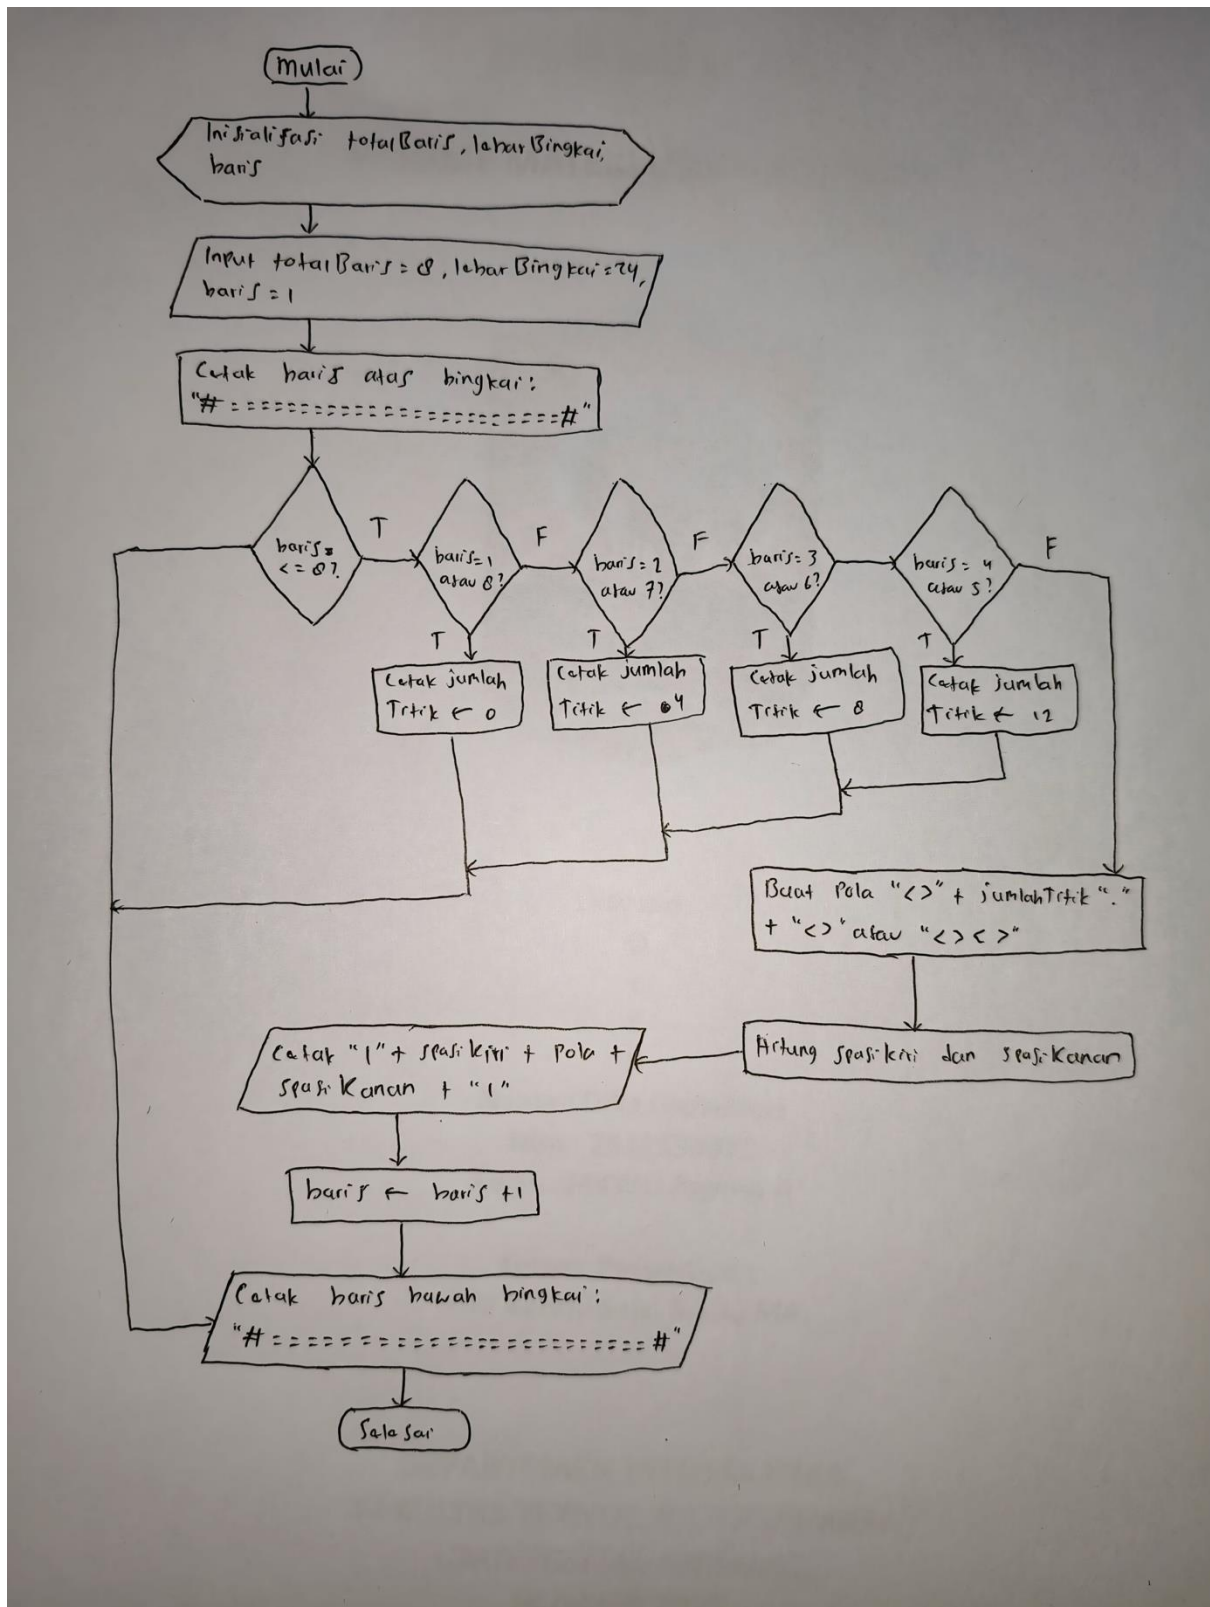 Mulai
Inisialisasi totalBaris, lebarBingkai,
baris
Input totalBaris = 8, lebarBingkai = 24,
baris = 1
Cetak baris atas bingkai:
"#========================#"
baris
<= 8?
T
baris = 1
atau 8?
F
baris = 2
atau 7?
F
baris = 3
atau 6?
baris = 4
atau 5?
F
T
T
T
T
Cetak jumlah
Titik ← 0
Cetak jumlah
Titik ← 4
Cetak jumlah
Titik ← 8
Cetak jumlah
Titik ← 12
Buat Pola "<>" + jumlahTitik "."
+ "<>" atau "<><>"
Hitung spasikiri dan spasiKanan
Cetak "|" + spasikiri + Pola +
spasiKanan + "|"
baris ← baris +1
Cetak baris bawah bingkai:
"#========================#"
Selesai